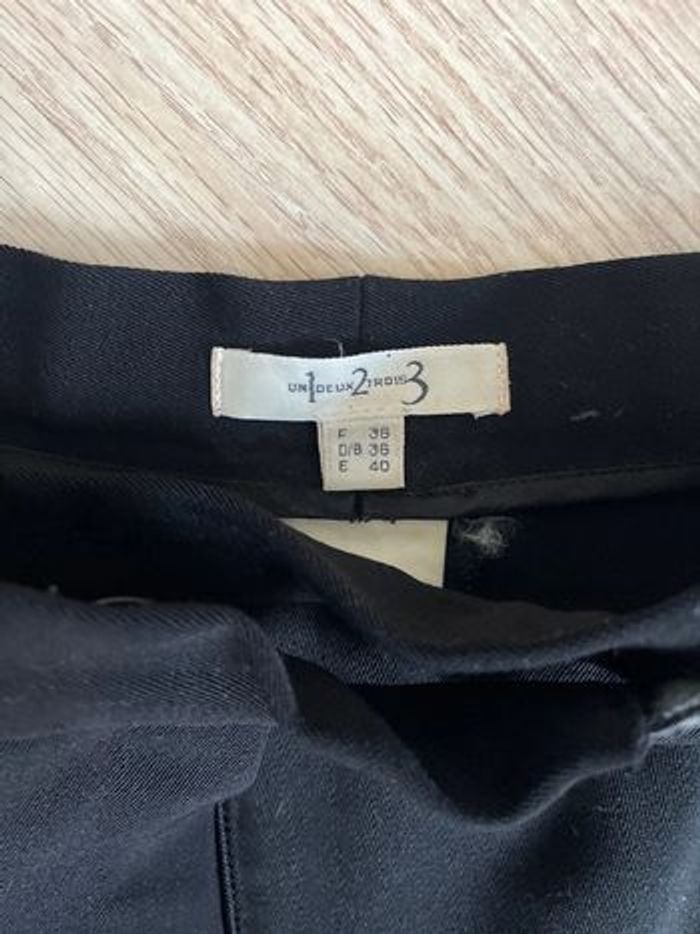 UN1DEUX2TROIS3
F 38
D/B 36
E 40